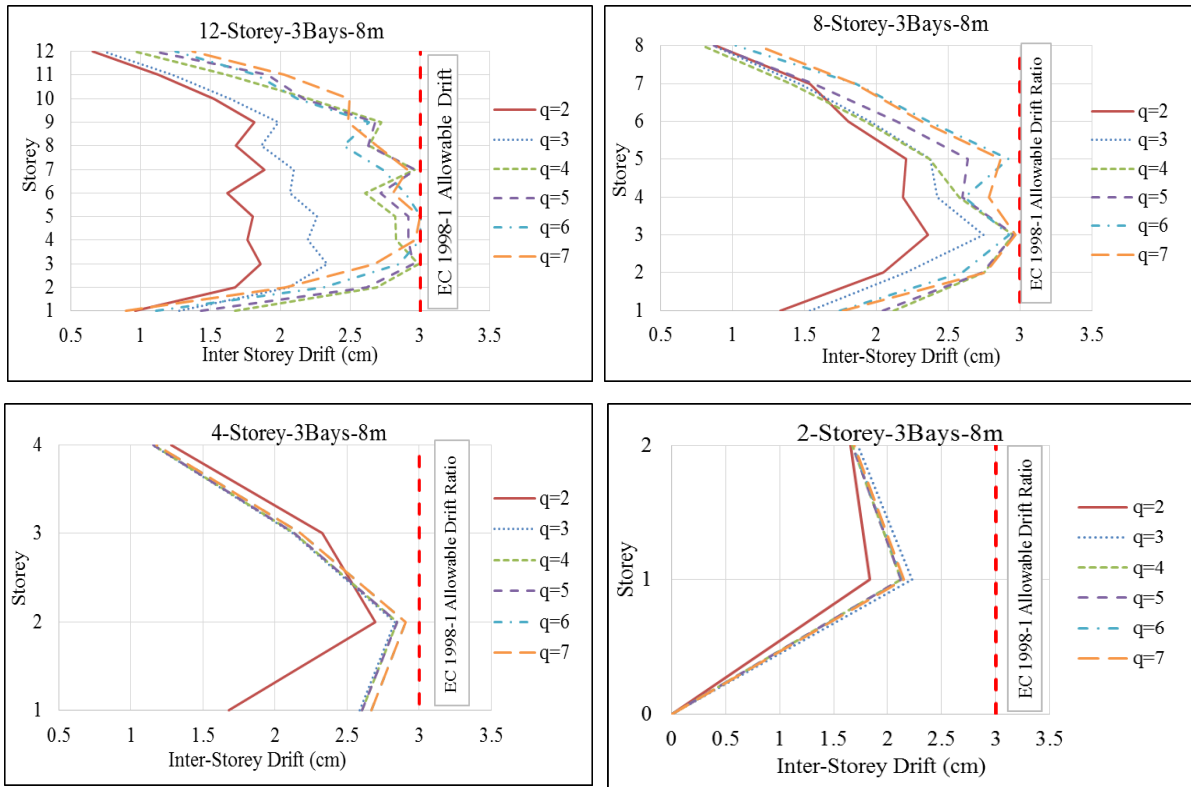 12-Storey-3Bays-8m
12
11
10
9
8
7
6
5
4
3
2
1
Storey
0.5 1 1.5 2 2.5 3 3.5
Inter Storey Drift (cm)
EC 1998-1 Allowable Drift
q=2
q=3
q=4
q=5
q=6
q=7
8-Storey-3Bays-8m
8
7
6
5
4
3
2
1
Storey
0.5 1 1.5 2 2.5 3 3.5
Inter-Storey Drift (cm)
EC 1998-1 Allowable Drift Ratio
q=2
q=3
q=4
q=5
q=6
q=7
4-Storey-3Bays-8m
4
3
2
1
Storey
0.5 1 1.5 2 2.5 3 3.5
Inter-Storey Drift (cm)
EC 1998-1 Allowable Drift Ratio
q=2
q=3
q=4
q=5
q=6
q=7
2-Storey-3Bays-8m
2
1
0
Storey
0 0.5 1 1.5 2 2.5 3 3.5
Inter-Storey Drift (cm)
EC 1998-1 Allowable Drift Ratio
q=2
q=3
q=4
q=5
q=6
q=7